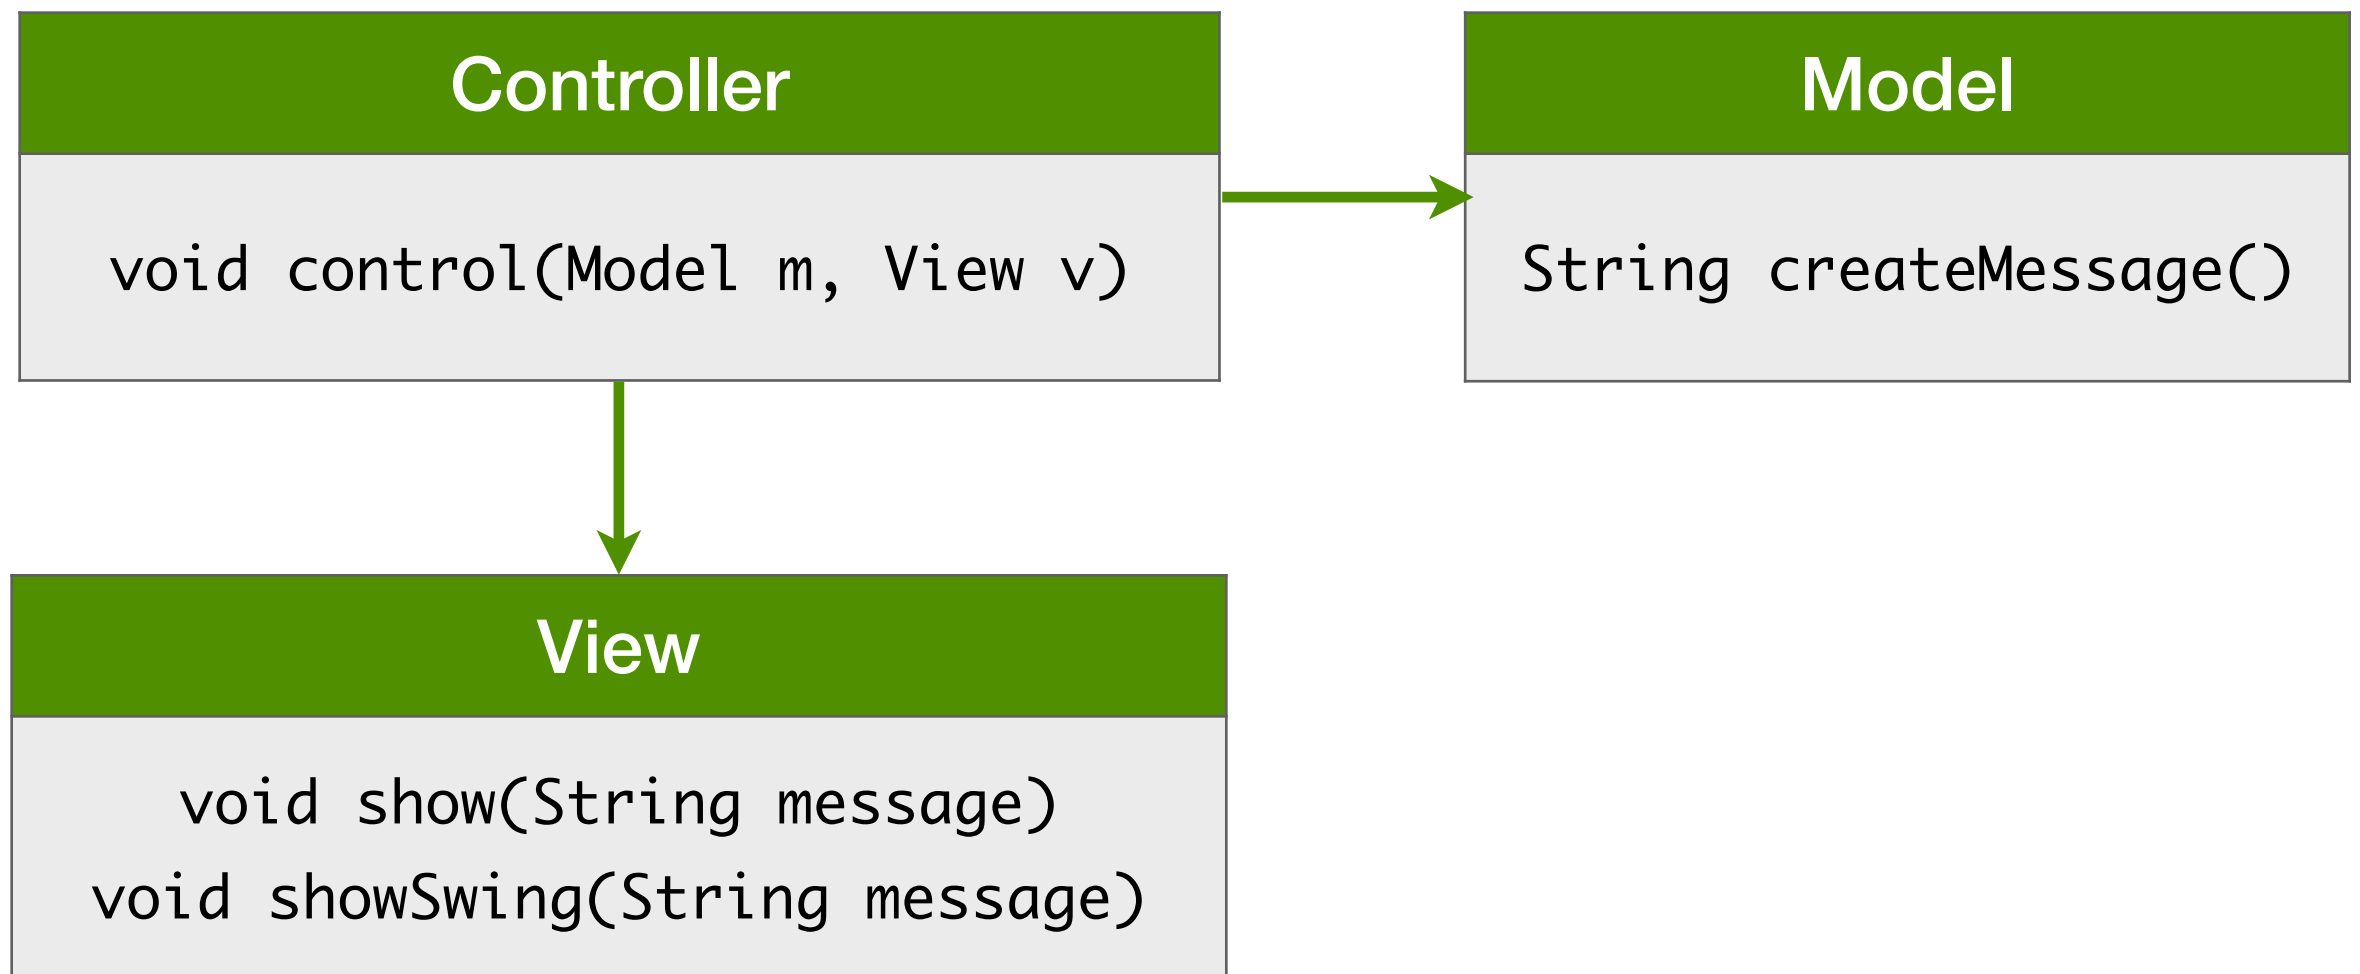 Controller
void control(Model m, View v)
Model
String createMessage()
View
void show(String message)
void showSwing(String message)